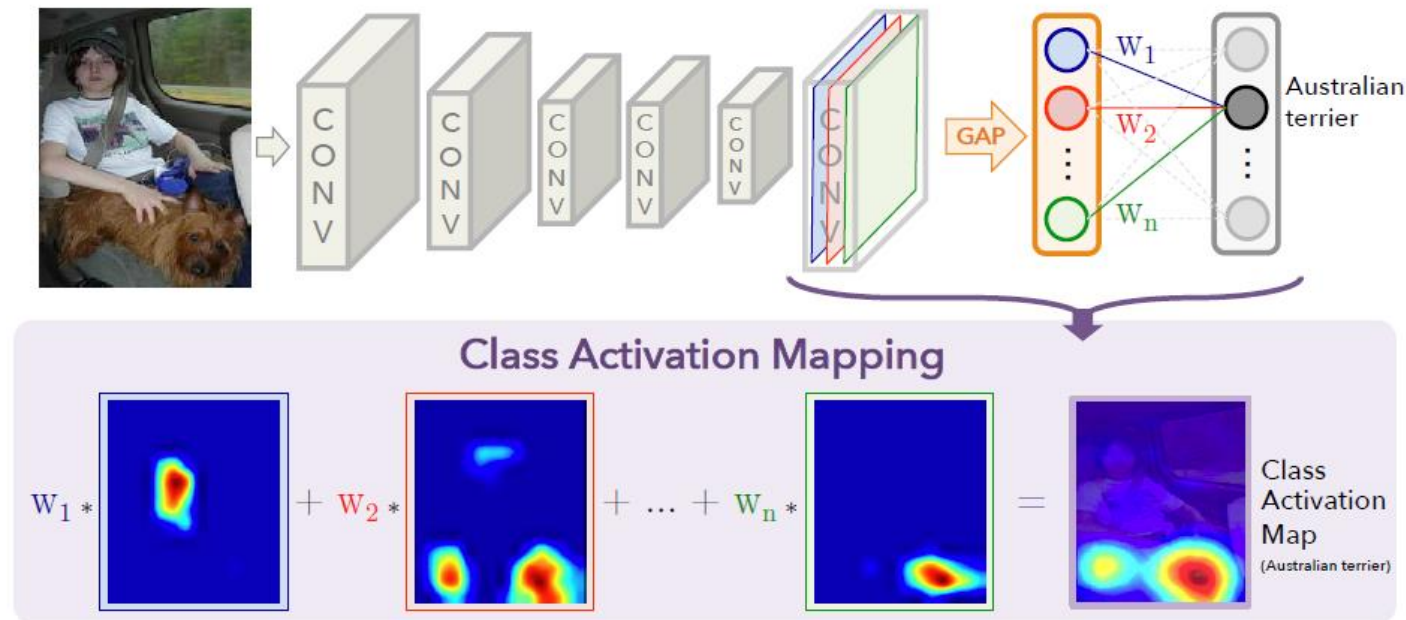 CONV
CONV
CONV
CONV
CONV
CONV
GAP
W1
W2
⋮
Wn
⋮
Australian
terrier
Class Activation Mapping
W1 * + W2 * + ... + Wn * =
Class
Activation
Map
(Australian terrier)